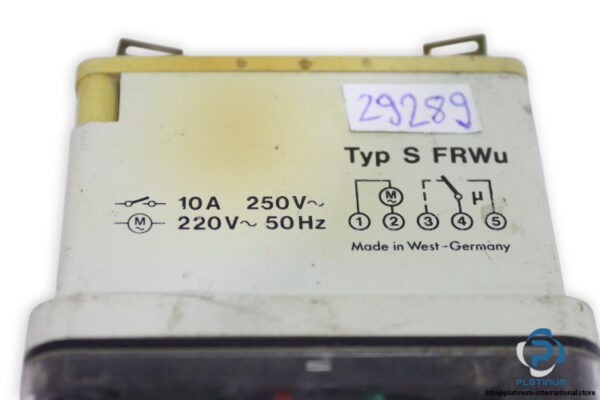 29289
Typ S FRWu
10A 250V~
M
220V~ 50Hz
M
μ
1 2 3 4 5
Made in West-Germany
PLATINUM
info@platinum-international.store